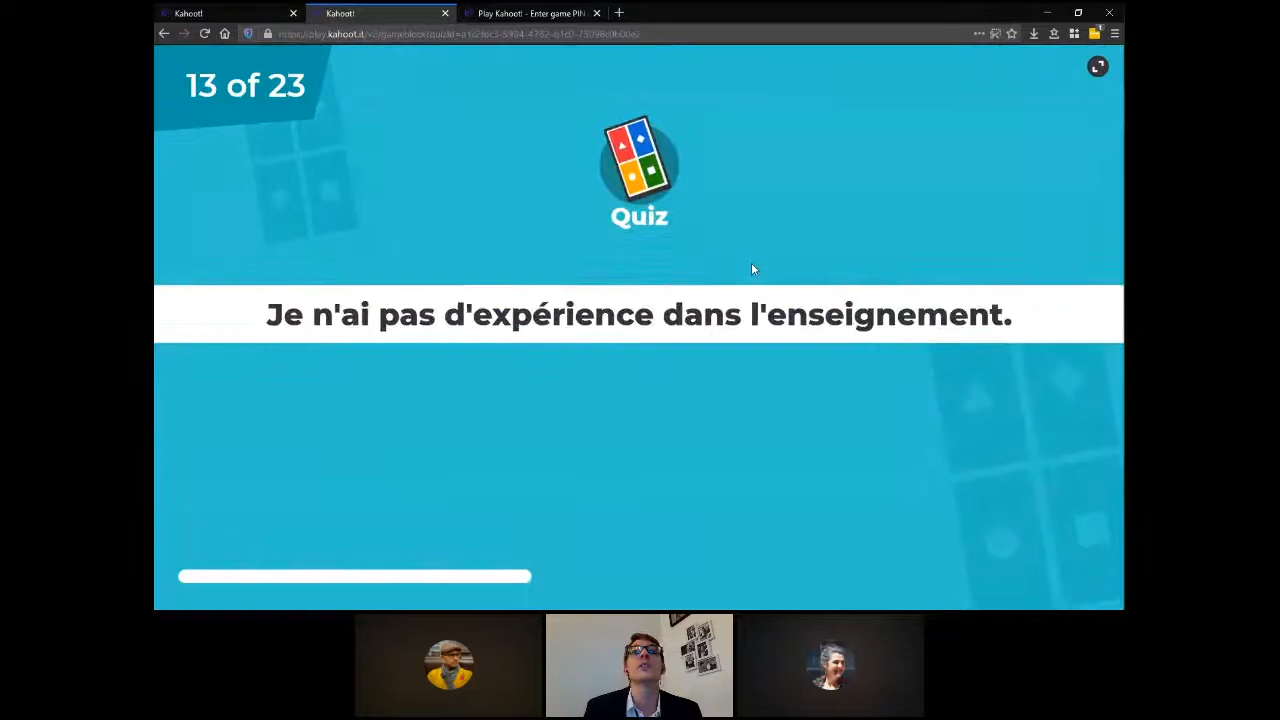 Kahoot!
Kahoot!
Play Kahoot! - Enter game PIN
13 of 23
Quiz
Je n'ai pas d'expérience dans l'enseignement.